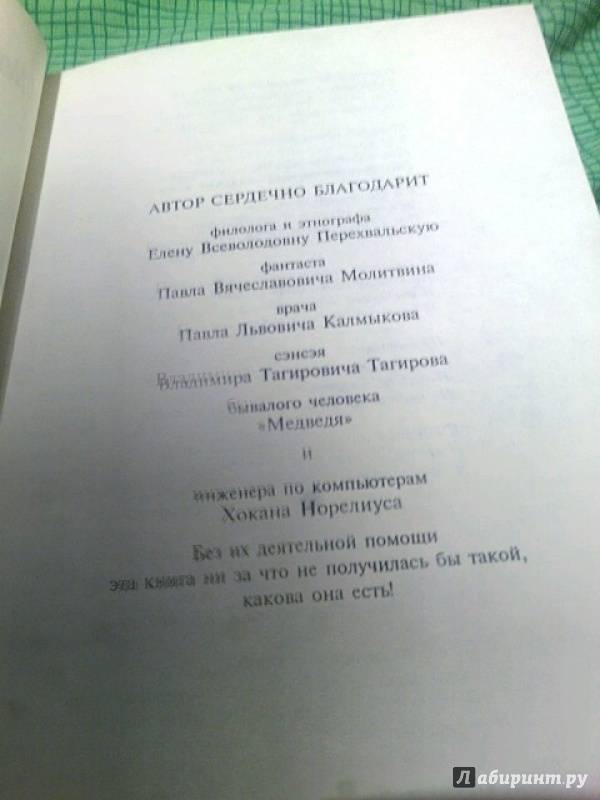 АВТОР СЕРДЕЧНО БЛАГОДАРИТ
филолога и этнографа
Елену Всеволодовну Перехвальскую
фантаста
Павла Вячеславовича Молитвина
врача
Павла Львовича Калмыкова
сэнсэя
Владимира Тагировича Тагирова
бывалого человека
«Медведя»
и
инженера по компьютерам
Хокана Норелиуса
Без их деятельной помощи
эта книга ни за что не получилась бы такой,
какова она есть!
Лабиринт.ру